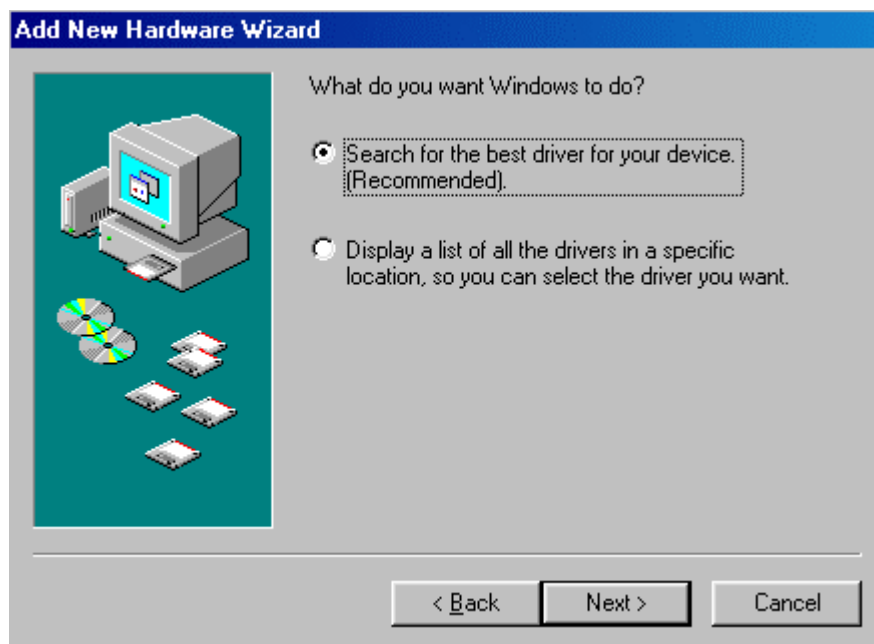 Add New Hardware Wizard
What do you want Windows to do?
Search for the best driver for your device.
(Recommended).
Display a list of all the drivers in a specific
location, so you can select the driver you want.
< Back
Next >
Cancel